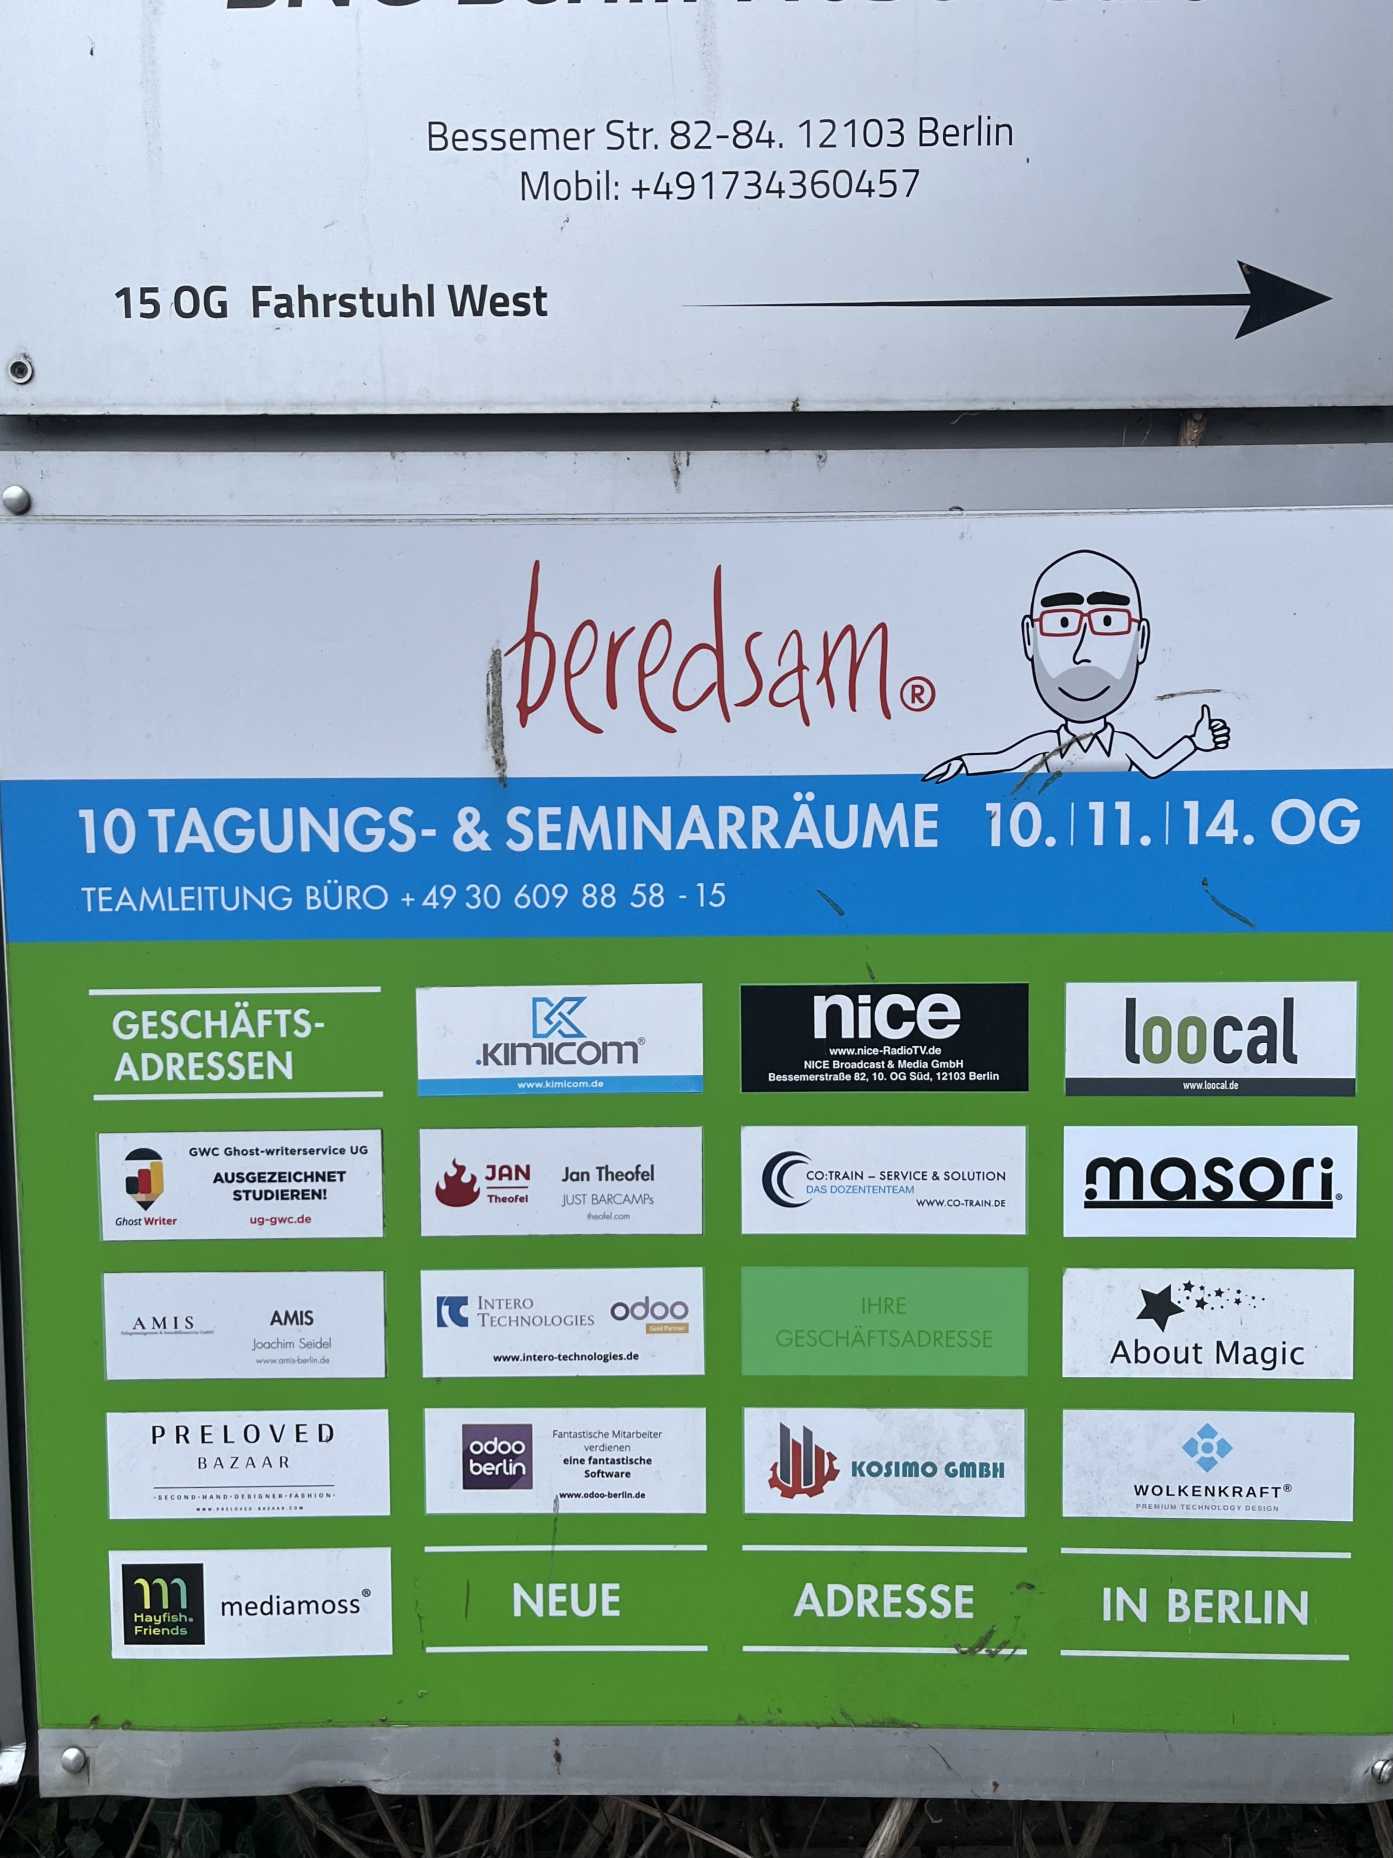 Bessemer Str. 82-84. 12103 Berlin
Mobil: +491734360457
15 OG Fahrstuhl West
beredsam®
10 TAGUNGS- & SEMINARRÄUME 10. | 11. | 14. OG
TEAMLEITUNG BÜRO +49 30 609 88 58 - 15
GESCHÄFTS-
ADRESSEN
.KIMICOM®
www.kimicom.de
nice
www.nice-RadioTV.de
NICE Broadcast & Media GmbH
Bessemerstraße 82, 10. OG Süd, 12103 Berlin
loocal
www.loocal.de
GWC Ghost-writerservice UG
AUSGEZEICHNET
STUDIEREN!
Ghost Writer
ug-gwc.de
JAN
Theofel
Jan Theofel
JUST BARCAMPs
theofel.com
CO:TRAIN – SERVICE & SOLUTION
DAS DOZENTENTEAM
WWW.CO-TRAIN.DE
masori®
AMIS
AMIS
Joachim Seidel
www.amis-berlin.de
INTERO
TECHNOLOGIES
odoo
Gold Partner
www.intero-technologies.de
IHRE
GESCHÄFTSADRESSE
About Magic
PRELOVED
BAZAAR
·SECOND·HAND·DESIGNER·FASHION·
WWW.PRELOVED-BAZAAR.COM
odoo
berlin
Fantastische Mitarbeiter
verdienen
eine fantastische
Software
www.odoo-berlin.de
KOSIMO GMBH
WOLKENKRAFT®
PREMIUM TECHNOLOGY DESIGN
Mayfish.
Friends
mediamoss®
NEUE ADRESSE IN BERLIN